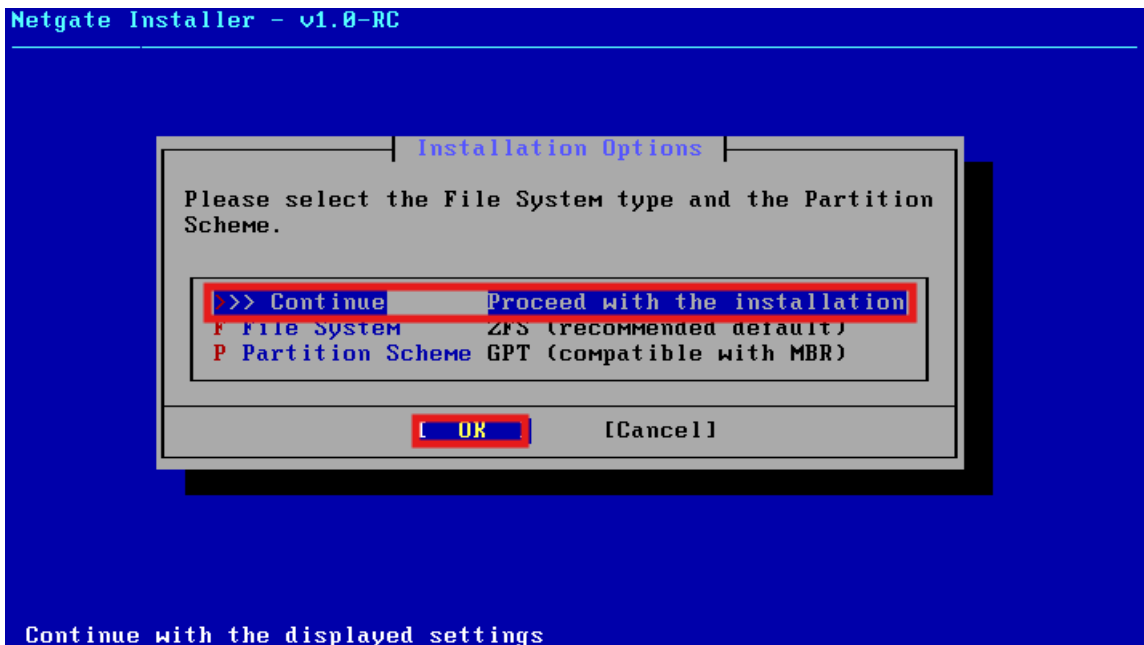 Netgate Installer - v1.0-RC
Installation Options
Please select the File System type and the Partition
Scheme.
>>> Continue Proceed with the installation
F File System ZFS (recommended default)
P Partition Scheme GPT (compatible with MBR)
[ OK ] [Cancel]
Continue with the displayed settings